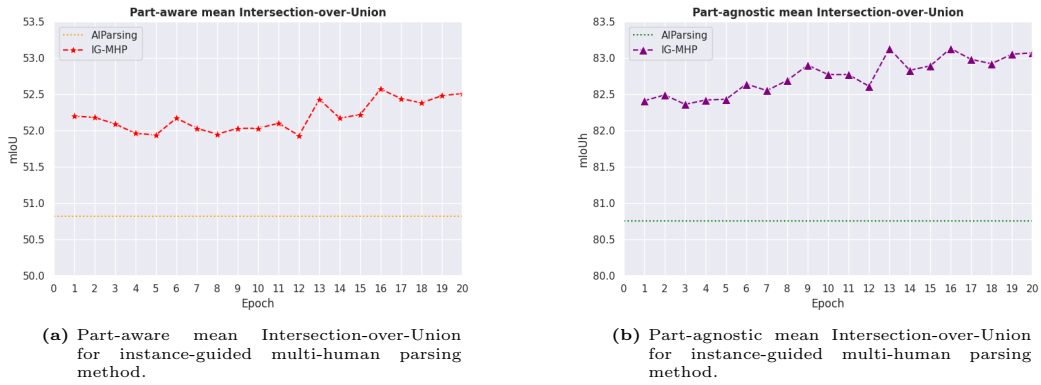 Part-aware mean Intersection-over-Union
53.5
53.0
52.5
52.0
51.5
51.0
50.5
50.0
mIoU
AIParsing
IG-MHP
0 1 2 3 4 5 6 7 8 9 10 11 12 13 14 15 16 17 18 19 20
Epoch
(a) Part-aware mean Intersection-over-Union
for instance-guided multi-human parsing
method.
Part-agnostic mean Intersection-over-Union
83.5
83.0
82.5
82.0
81.5
81.0
80.5
80.0
mIoUh
AIParsing
IG-MHP
0 1 2 3 4 5 6 7 8 9 10 11 12 13 14 15 16 17 18 19 20
Epoch
(b) Part-agnostic mean Intersection-over-Union
for instance-guided multi-human parsing
method.